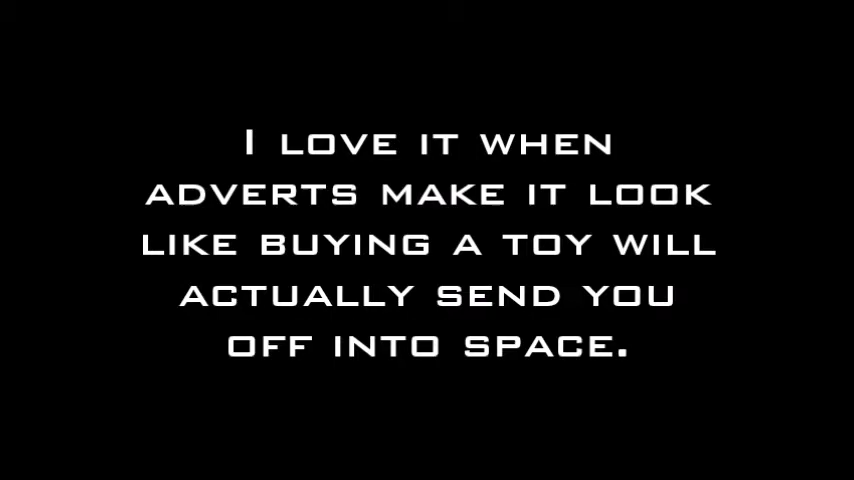 I LOVE IT WHEN
ADVERTS MAKE IT LOOK
LIKE BUYING A TOY WILL
ACTUALLY SEND YOU
OFF INTO SPACE.